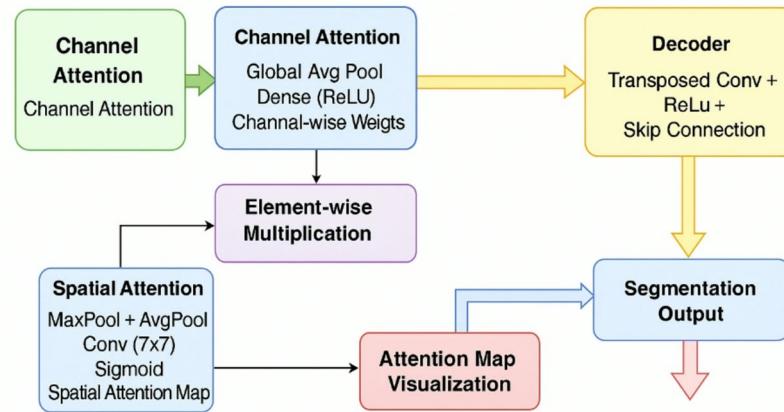 Channel
Attention
Channel Attention
Channel Attention
Global Avg Pool
Dense (ReLU)
Channel-wise Weigts
Decoder
Transposed Conv +
ReLu +
Skip Connection
Element-wise
Multiplication
Spatial Attention
MaxPool + AvgPool
Conv (7x7)
Sigmoid
Spatial Attention Map
Attention Map
Visualization
Segmentation
Output